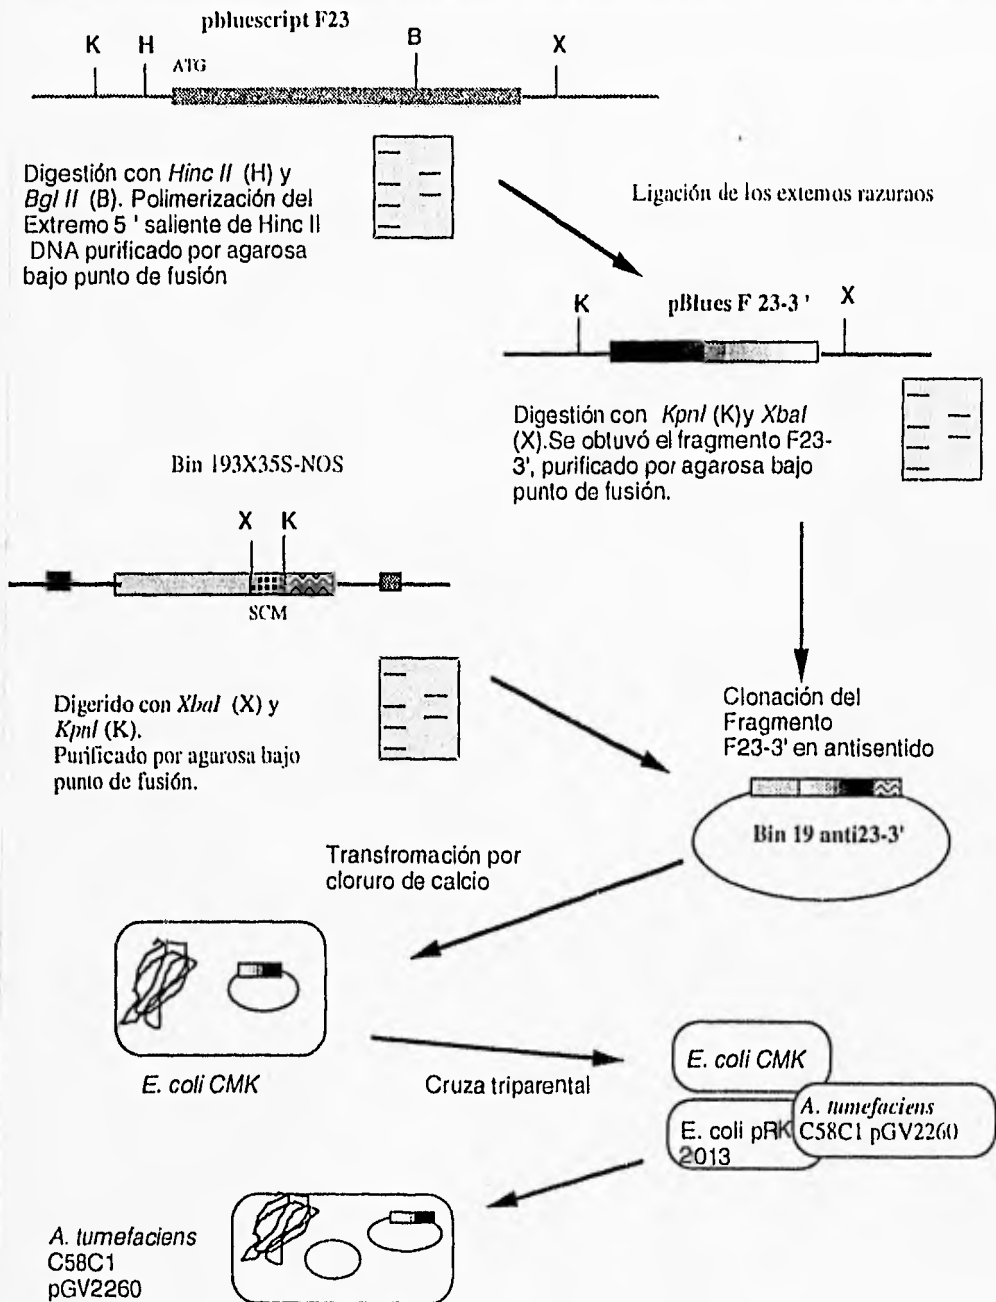 pbluescript F23
K H B X
ATG
Digestión con Hinc II (H) y
Bgl II (B). Polimerización del
Extremo 5 ' saliente de Hinc II
DNA purificado por agarosa
bajo punto de fusión
Ligación de los extemos razuraos
K pBlues F 23-3 ' X
Digestión con KpnI (K)y XbaI
(X).Se obtuvó el fragmento F23-
3', purificado por agarosa bajo
punto de fusión.
Bin 193X35S-NOS
X K
SCM
Digerido con XbaI (X) y
KpnI (K).
Purificado por agarosa bajo
punto de fusión.
Clonación del
Fragmento
F23-3' en antisentido
Bin 19 anti23-3'
Transfromación por
cloruro de calcio
E. coli CMK
Cruza triparental
E. coli CMK
A. tumefaciens
C58C1 pGV2260
E. coli pRK
2013
A. tumefaciens
C58C1
pGV2260